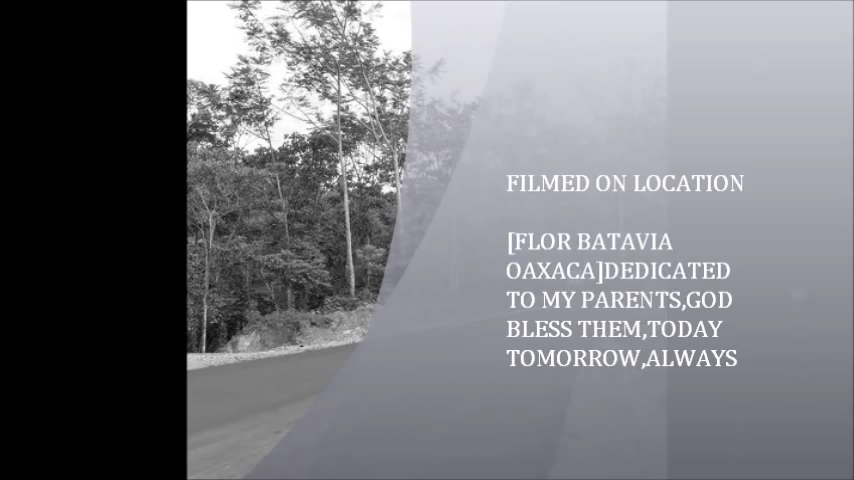 FILMED ON LOCATION
[FLOR BATAVIA
OAXACA]DEDICATED
TO MY PARENTS,GOD
BLESS THEM,TODAY
TOMORROW,ALWAYS